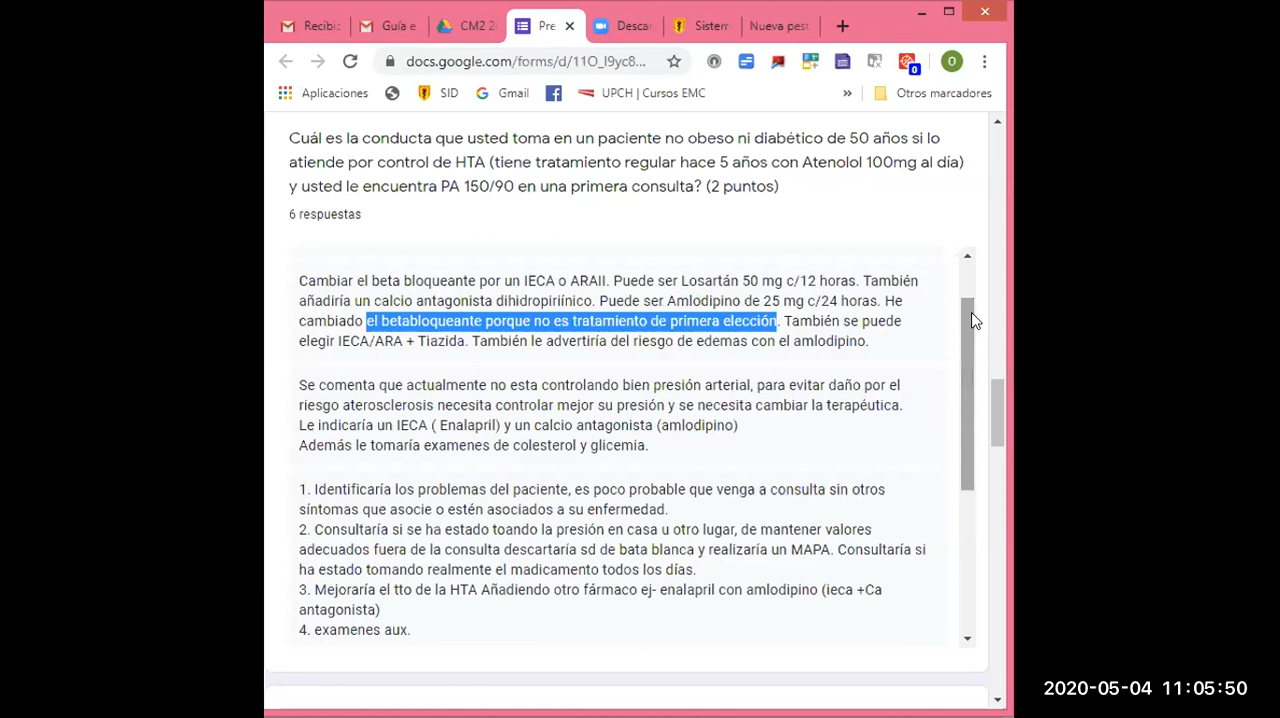 Recibi:
Guía e
CM2 2
Pre
Descar
Sistem
Nueva pest
docs.google.com/forms/d/11O_I9yc8...
0
O
Aplicaciones
SID
Gmail
UPCH | Cursos EMC
»
Otros marcadores
Cuál es la conducta que usted toma en un paciente no obeso ni diabético de 50 años si lo
atiende por control de HTA (tiene tratamiento regular hace 5 años con Atenolol 100mg al día)
y usted le encuentra PA 150/90 en una primera consulta? (2 puntos)
6 respuestas
Cambiar el beta bloqueante por un IECA o ARAII. Puede ser Losartán 50 mg c/12 horas. También
añadiría un calcio antagonista dihidropiriínico. Puede ser Amlodipino de 25 mg c/24 horas. He
cambiado el betabloqueante porque no es tratamiento de primera elección. También se puede
elegir IECA/ARA + Tiazida. También le advertiría del riesgo de edemas con el amlodipino.
Se comenta que actualmente no esta controlando bien presión arterial, para evitar daño por el
riesgo aterosclerosis necesita controlar mejor su presión y se necesita cambiar la terapéutica.
Le indicaría un IECA ( Enalapril) y un calcio antagonista (amlodipino)
Además le tomaría examenes de colesterol y glicemia.
1. Identificaría los problemas del paciente, es poco probable que venga a consulta sin otros
síntomas que asocie o estén asociados a su enfermedad.
2. Consultaría si se ha estado toando la presión en casa u otro lugar, de mantener valores
adecuados fuera de la consulta descartaría sd de bata blanca y realizaría un MAPA. Consultaría si
ha estado tomando realmente el madicamento todos los días.
3. Mejoraría el tto de la HTA Añadiendo otro fármaco ej- enalapril con amlodipino (ieca +Ca
antagonista)
4. examenes aux.
2020-05-04 11:05:50